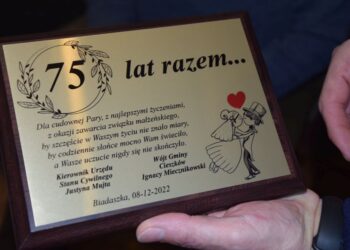 75 lat razem...
Dla cudownej Pary, z najlepszymi życzeniami,
z okazji zawarcia związku małżeńskiego,
by szczęście w Waszym życiu nie znało miary,
by codziennie słońce mocno Wam świeciło,
a Wasze uczucie nigdy się nie skończyło.
Kierownik Urzędu
Stanu Cywilnego
Justyna Mujta
Wójt Gminy
Cieszków
Ignacy Miecznikowski
Biadaszka, 08-12-2022